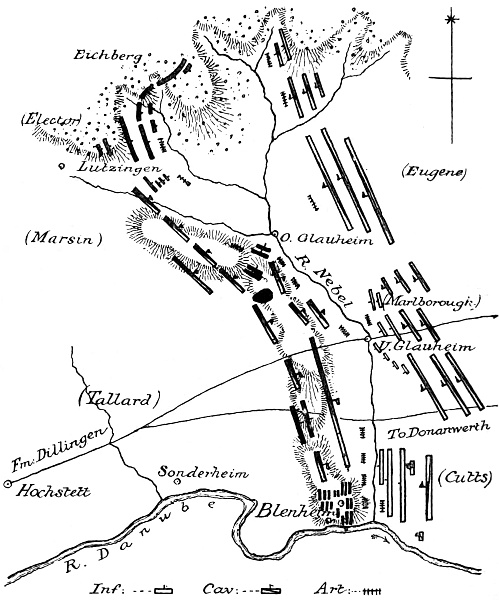 Eichberg
(Elector)
Lutzingen
(Eugene)
(Marsin)
O. Glauheim
R. Nebel
(Marlborough)
U. Glauheim
(Tallard)
Fm: Dillingen
To Donanwerth
Sonderheim
(Cutts)
Hochstett
Blenheim
R. Danube
Inf: --- Cav: --- Art: ---